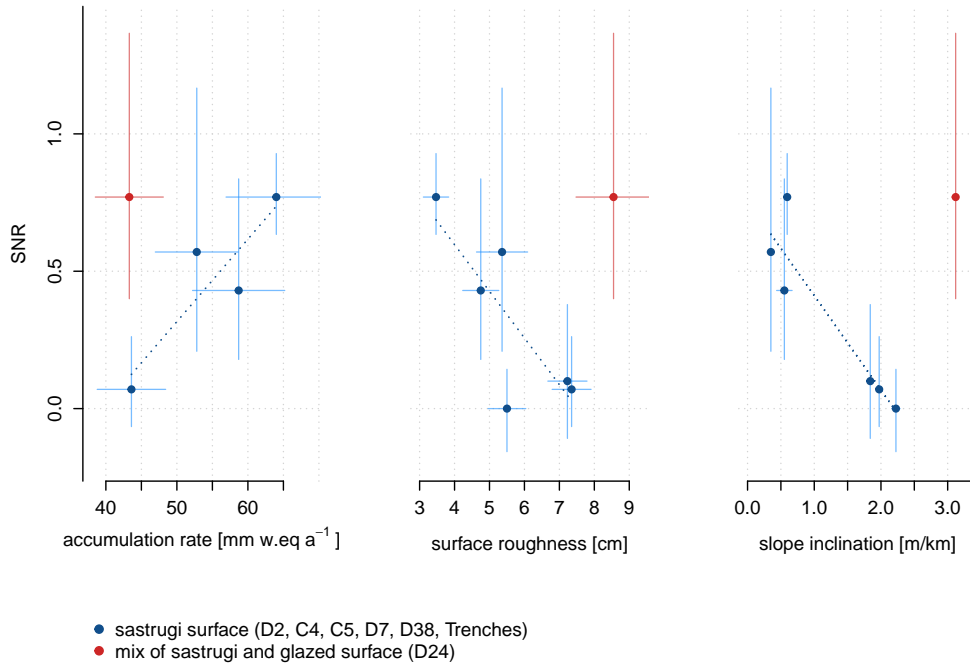 SNR
0.0
0.5
1.0
40
50
60
accumulation rate [mm w.eq a⁻¹ ]
3
4
5
6
7
8
9
surface roughness [cm]
0.0
1.0
2.0
3.0
slope inclination [m/km]
sastrugi surface (D2, C4, C5, D7, D38, Trenches)
mix of sastrugi and glazed surface (D24)